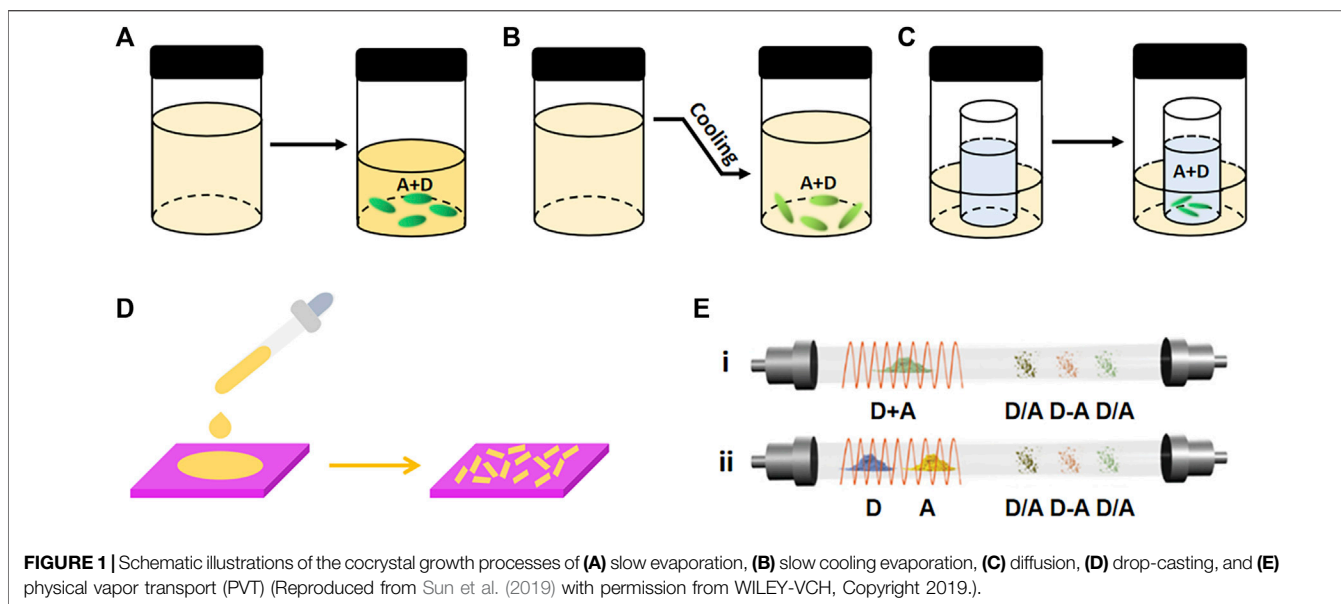 A
B
C
Cooling
A+D
A+D
A+D
D
E
i
D+A
D/A D-A D/A
ii
D A
D/A D-A D/A
FIGURE 1 | Schematic illustrations of the cocrystal growth processes of (A) slow evaporation, (B) slow cooling evaporation, (C) diffusion, (D) drop-casting, and (E)
physical vapor transport (PVT) (Reproduced from Sun et al. (2019) with permission from WILEY-VCH, Copyright 2019.).